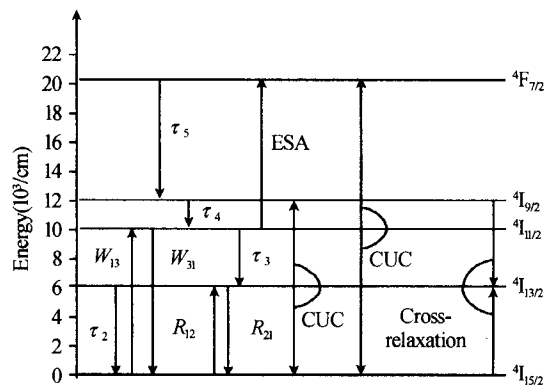 Energy(10³/cm)
22
20
18
16
14
12
10
8
6
4
2
0
⁴F₇/₂
⁴I₉/₂
⁴I₁₁/₂
⁴I₁₃/₂
⁴I₁₅/₂
τ₅
ESA
τ₄
W₁₃
W₃₁
τ₃
CUC
τ₂
R₁₂
R₂₁
CUC
Cross-
relaxation